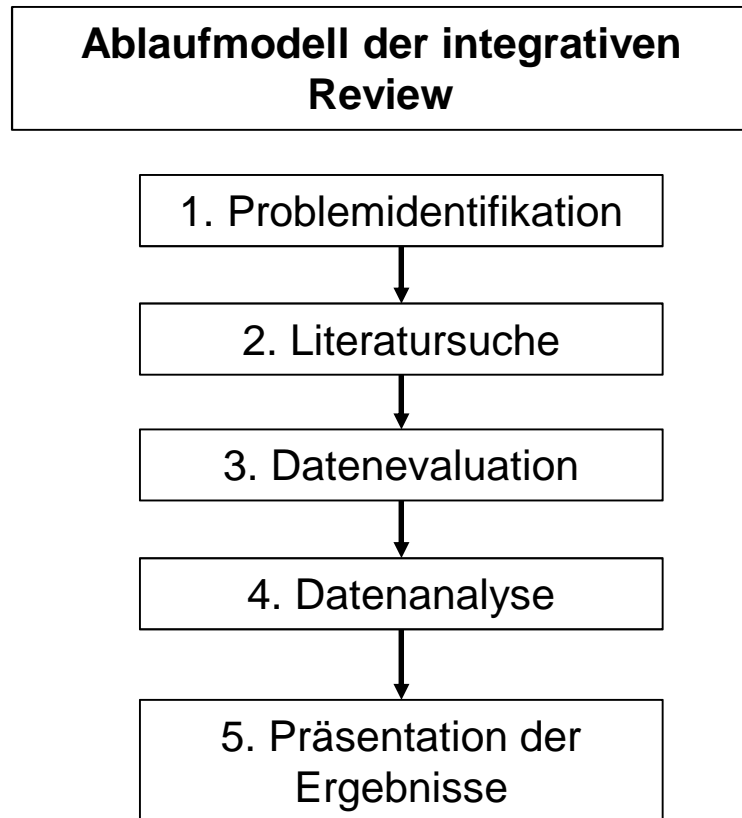 Ablaufmodell der integrativen
Review
1. Problemidentifikation
2. Literatursuche
3. Datenevaluation
4. Datenanalyse
5. Präsentation der
Ergebnisse